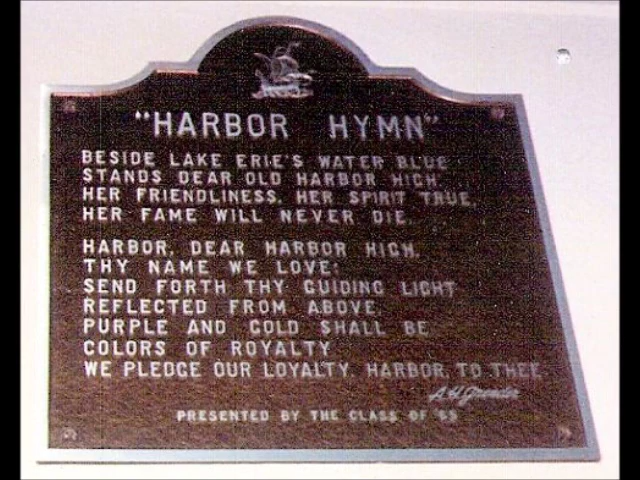 "HARBOR HYMN"
BESIDE LAKE ERIE'S WATER BLUE
STANDS DEAR OLD HARBOR HIGH
HER FRIENDLINESS, HER SPIRIT TRUE,
HER FAME WILL NEVER DIE.
HARBOR, DEAR HARBOR HIGH,
THY NAME WE LOVE;
SEND FORTH THY GUIDING LIGHT
REFLECTED FROM ABOVE.
PURPLE AND GOLD SHALL BE
COLORS OF ROYALTY
WE PLEDGE OUR LOYALTY, HARBOR, TO THEE
PRESENTED BY THE CLASS OF